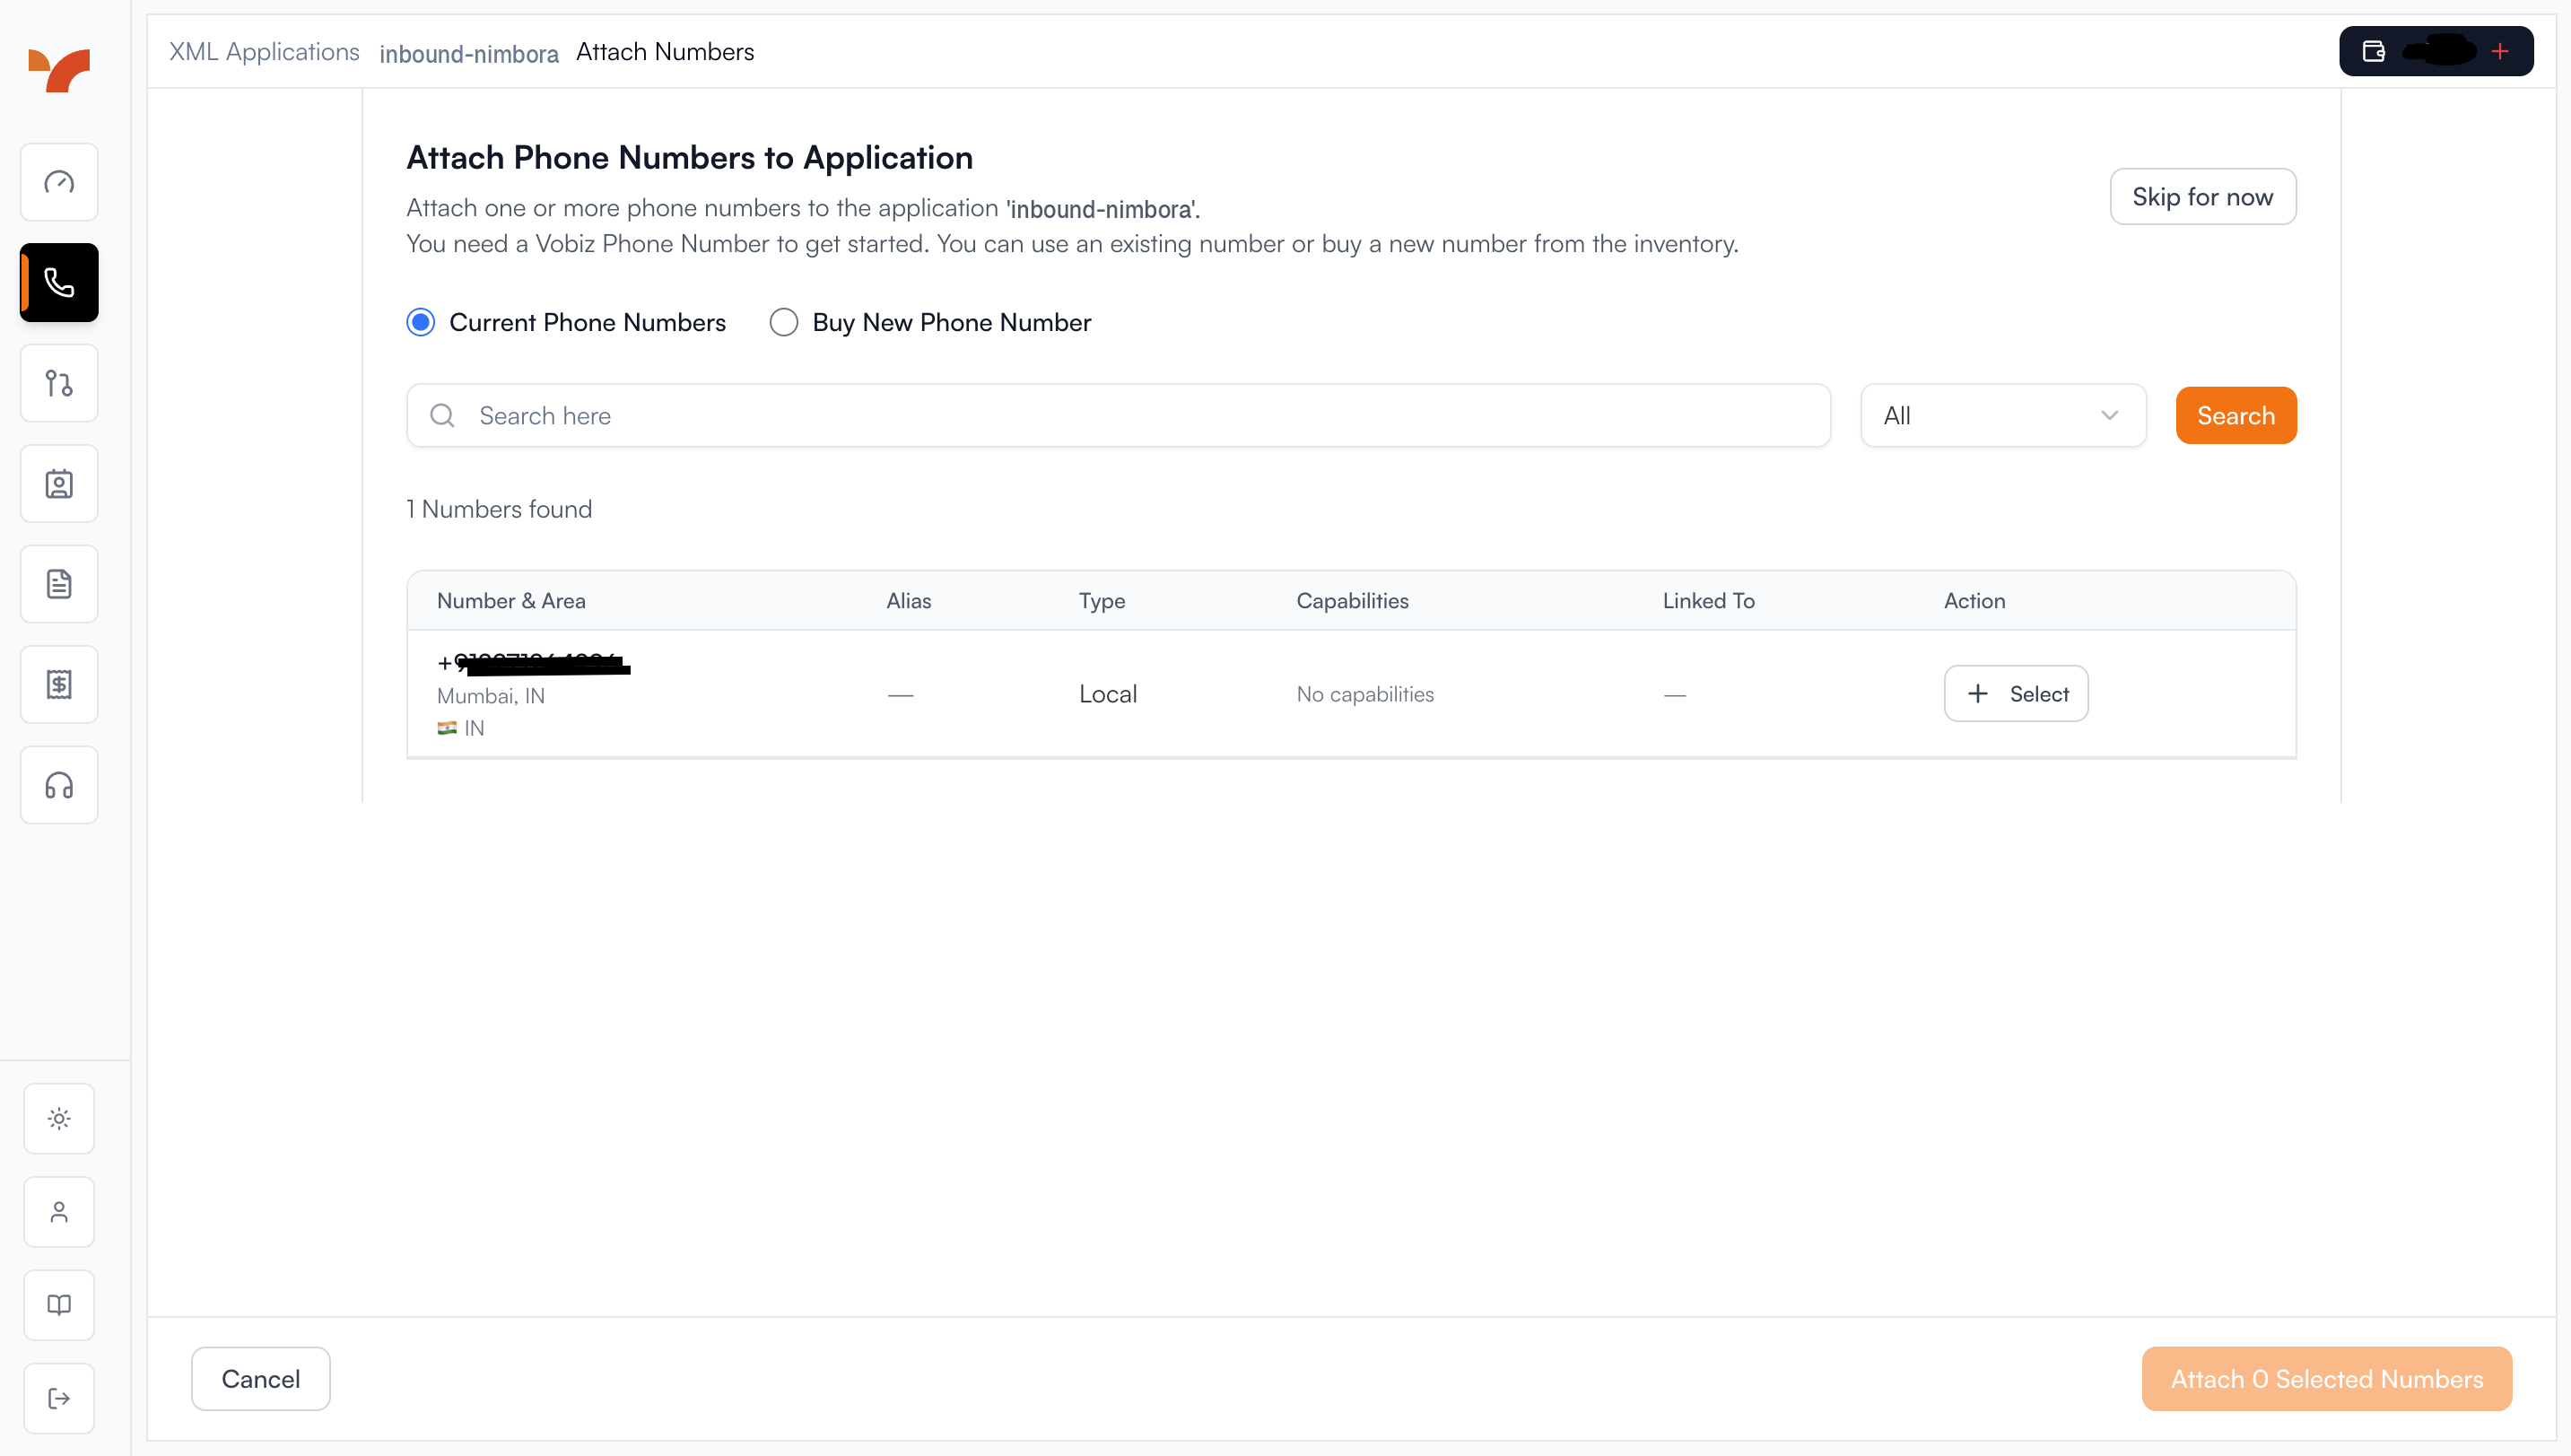 XML Applications inbound-nimbora Attach Numbers
Attach Phone Numbers to Application
Skip for now
Attach one or more phone numbers to the application 'inbound-nimbora'.
You need a Vobiz Phone Number to get started. You can use an existing number or buy a new number from the inventory.
Current Phone Numbers Buy New Phone Number
Search here All Search
1 Numbers found
Number & Area Alias Type Capabilities Linked To Action
Mumbai, IN
— Local No capabilities — + Select
IN
Cancel Attach 0 Selected Numbers